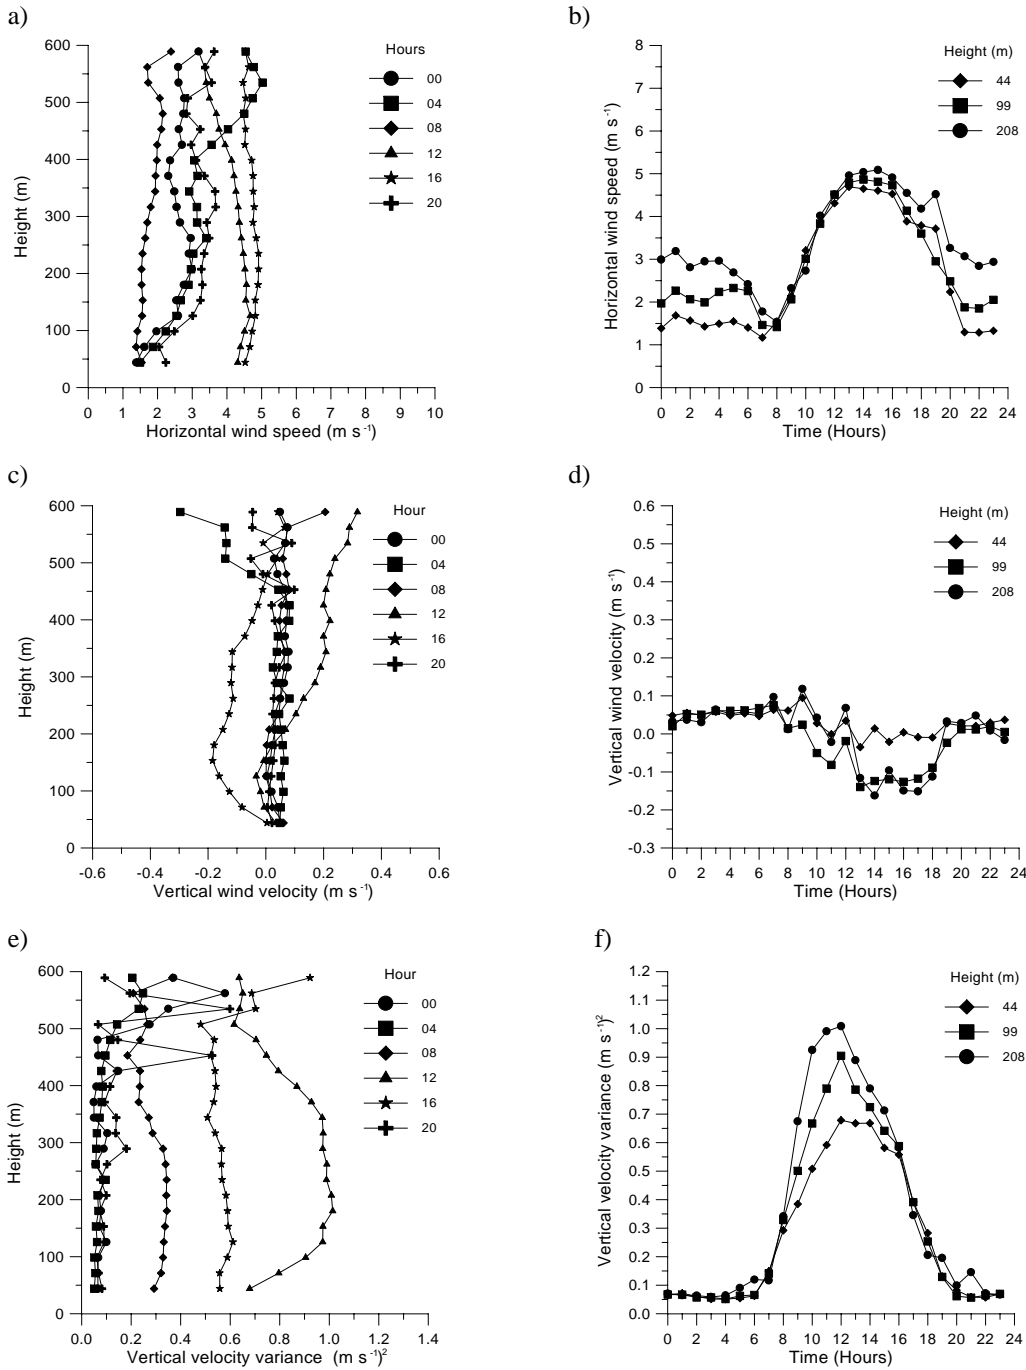 a)
Height (m)
600
500
400
300
200
100
0
0 1 2 3 4 5 6 7 8 9 10
Horizontal wind speed (m s⁻¹)
Hours
00
04
08
12
16
20
b)
Horizontal wind speed (m s⁻¹)
8
7
6
5
4
3
2
1
0
0 2 4 6 8 10 12 14 16 18 20 22 24
Time (Hours)
Height (m)
44
99
208
c)
Height (m)
600
500
400
300
200
100
0
-0.6 -0.4 -0.2 0.0 0.2 0.4 0.6
Vertical wind velocity (m s⁻¹)
Hour
00
04
08
12
16
20
d)
Vertical wind velocity (m s⁻¹)
0.6
0.5
0.4
0.3
0.2
0.1
0.0
-0.1
-0.2
-0.3
0 2 4 6 8 10 12 14 16 18 20 22 24
Time (Hours)
Height (m)
44
99
208
e)
Height (m)
600
500
400
300
200
100
0
0.0 0.2 0.4 0.6 0.8 1.0 1.2 1.4
Vertical velocity variance (m s⁻¹)²
Hour
00
04
08
12
16
20
f)
Vertical velocity variance (m s⁻¹)²
1.2
1.1
1.0
0.9
0.8
0.7
0.6
0.5
0.4
0.3
0.2
0.1
0.0
0 2 4 6 8 10 12 14 16 18 20 22 24
Time (Hours)
Height (m)
44
99
208